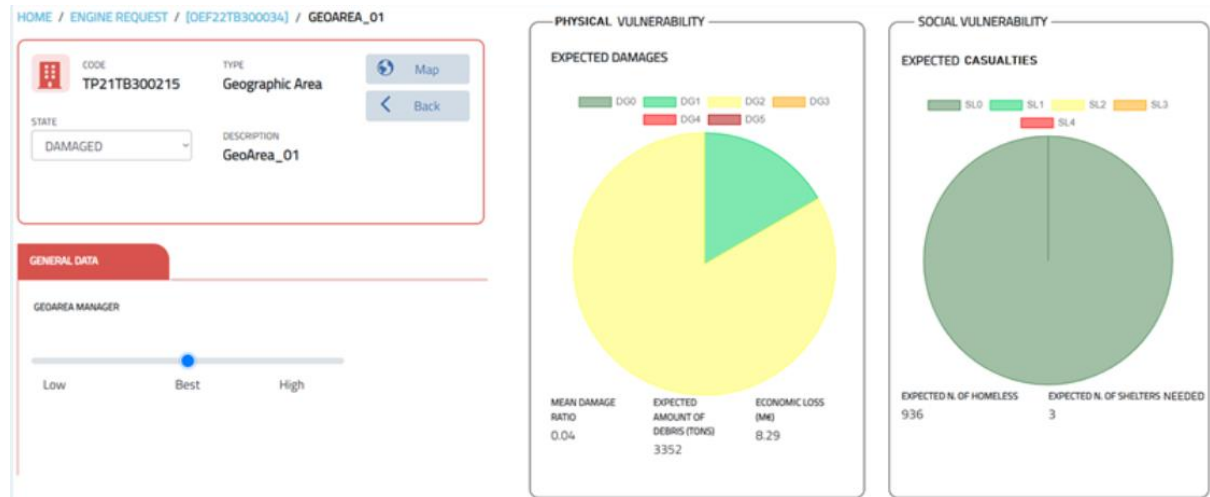 HOME / ENGINE REQUEST / [OEF22TB300034] / GEOAREA_01
CODE
TP21TB300215
TYPE
Geographic Area
Map
Back
STATE
DAMAGED
DESCRIPTION
GeoArea_01
GENERAL DATA
GEOAREA MANAGER
Low Best High
PHYSICAL VULNERABILITY
EXPECTED DAMAGES
DG0 DG1 DG2 DG3
DG4 DG5
MEAN DAMAGE
RATIO
0.04
EXPECTED
AMOUNT OF
DEBRIS (TONS)
3352
ECONOMIC LOSS
(M€)
8.29
SOCIAL VULNERABILITY
EXPECTED CASUALTIES
SL0 SL1 SL2 SL3
SL4
EXPECTED N. OF HOMELESS
936
EXPECTED N. OF SHELTERS NEEDED
3